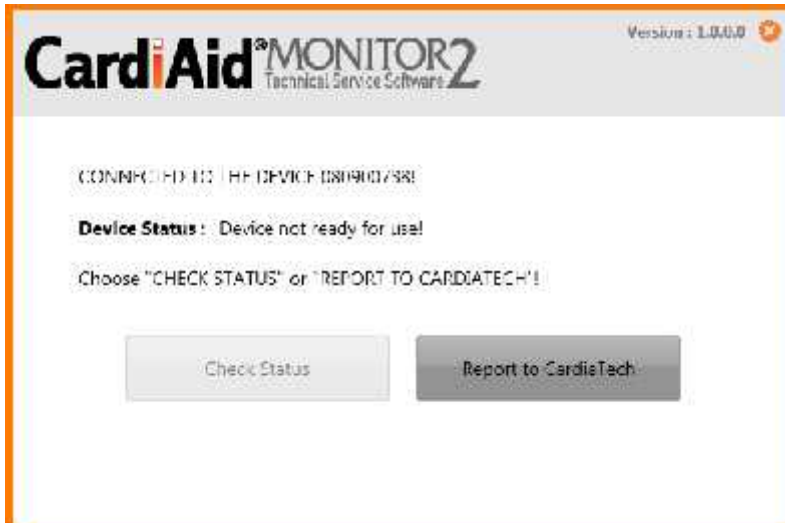 CardiAid® MONITOR2
Technical Service Software
Version : 1.0.0.0
CONNECTED TO THE DEVICE
Device Status : Device not ready for use!
Choose "CHECK STATUS" or "REPORT TO CARDIATECH"!
Check Status
Report to CardiaTech